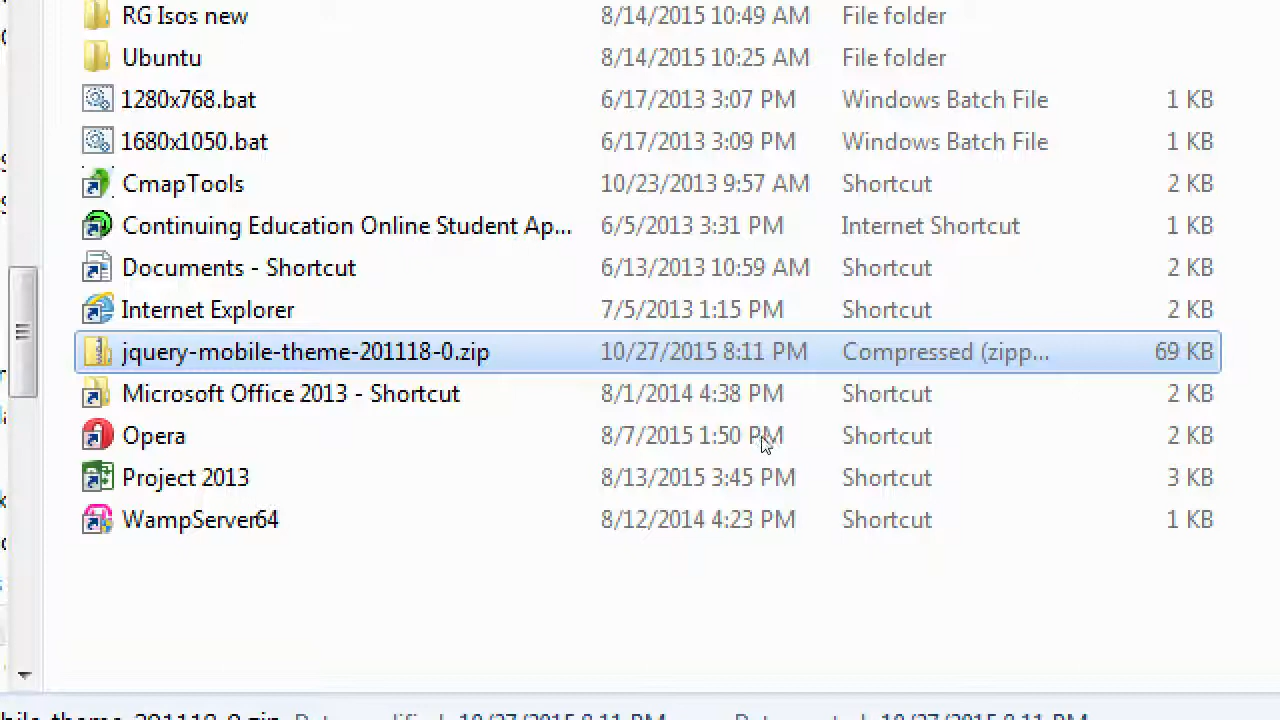 RG Isos new 8/14/2015 10:49 AM File folder
Ubuntu 8/14/2015 10:25 AM File folder
1280x768.bat 6/17/2013 3:07 PM Windows Batch File 1 KB
1680x1050.bat 6/17/2013 3:09 PM Windows Batch File 1 KB
CmapTools 10/23/2013 9:57 AM Shortcut 2 KB
Continuing Education Online Student Ap... 6/5/2013 3:31 PM Internet Shortcut 1 KB
Documents - Shortcut 6/13/2013 10:59 AM Shortcut 2 KB
Internet Explorer 7/5/2013 1:15 PM Shortcut 2 KB
jquery-mobile-theme-201118-0.zip 10/27/2015 8:11 PM Compressed (zipp... 69 KB
Microsoft Office 2013 - Shortcut 8/1/2014 4:38 PM Shortcut 2 KB
Opera 8/7/2015 1:50 PM Shortcut 2 KB
Project 2013 8/13/2015 3:45 PM Shortcut 3 KB
WampServer64 8/12/2014 4:23 PM Shortcut 1 KB